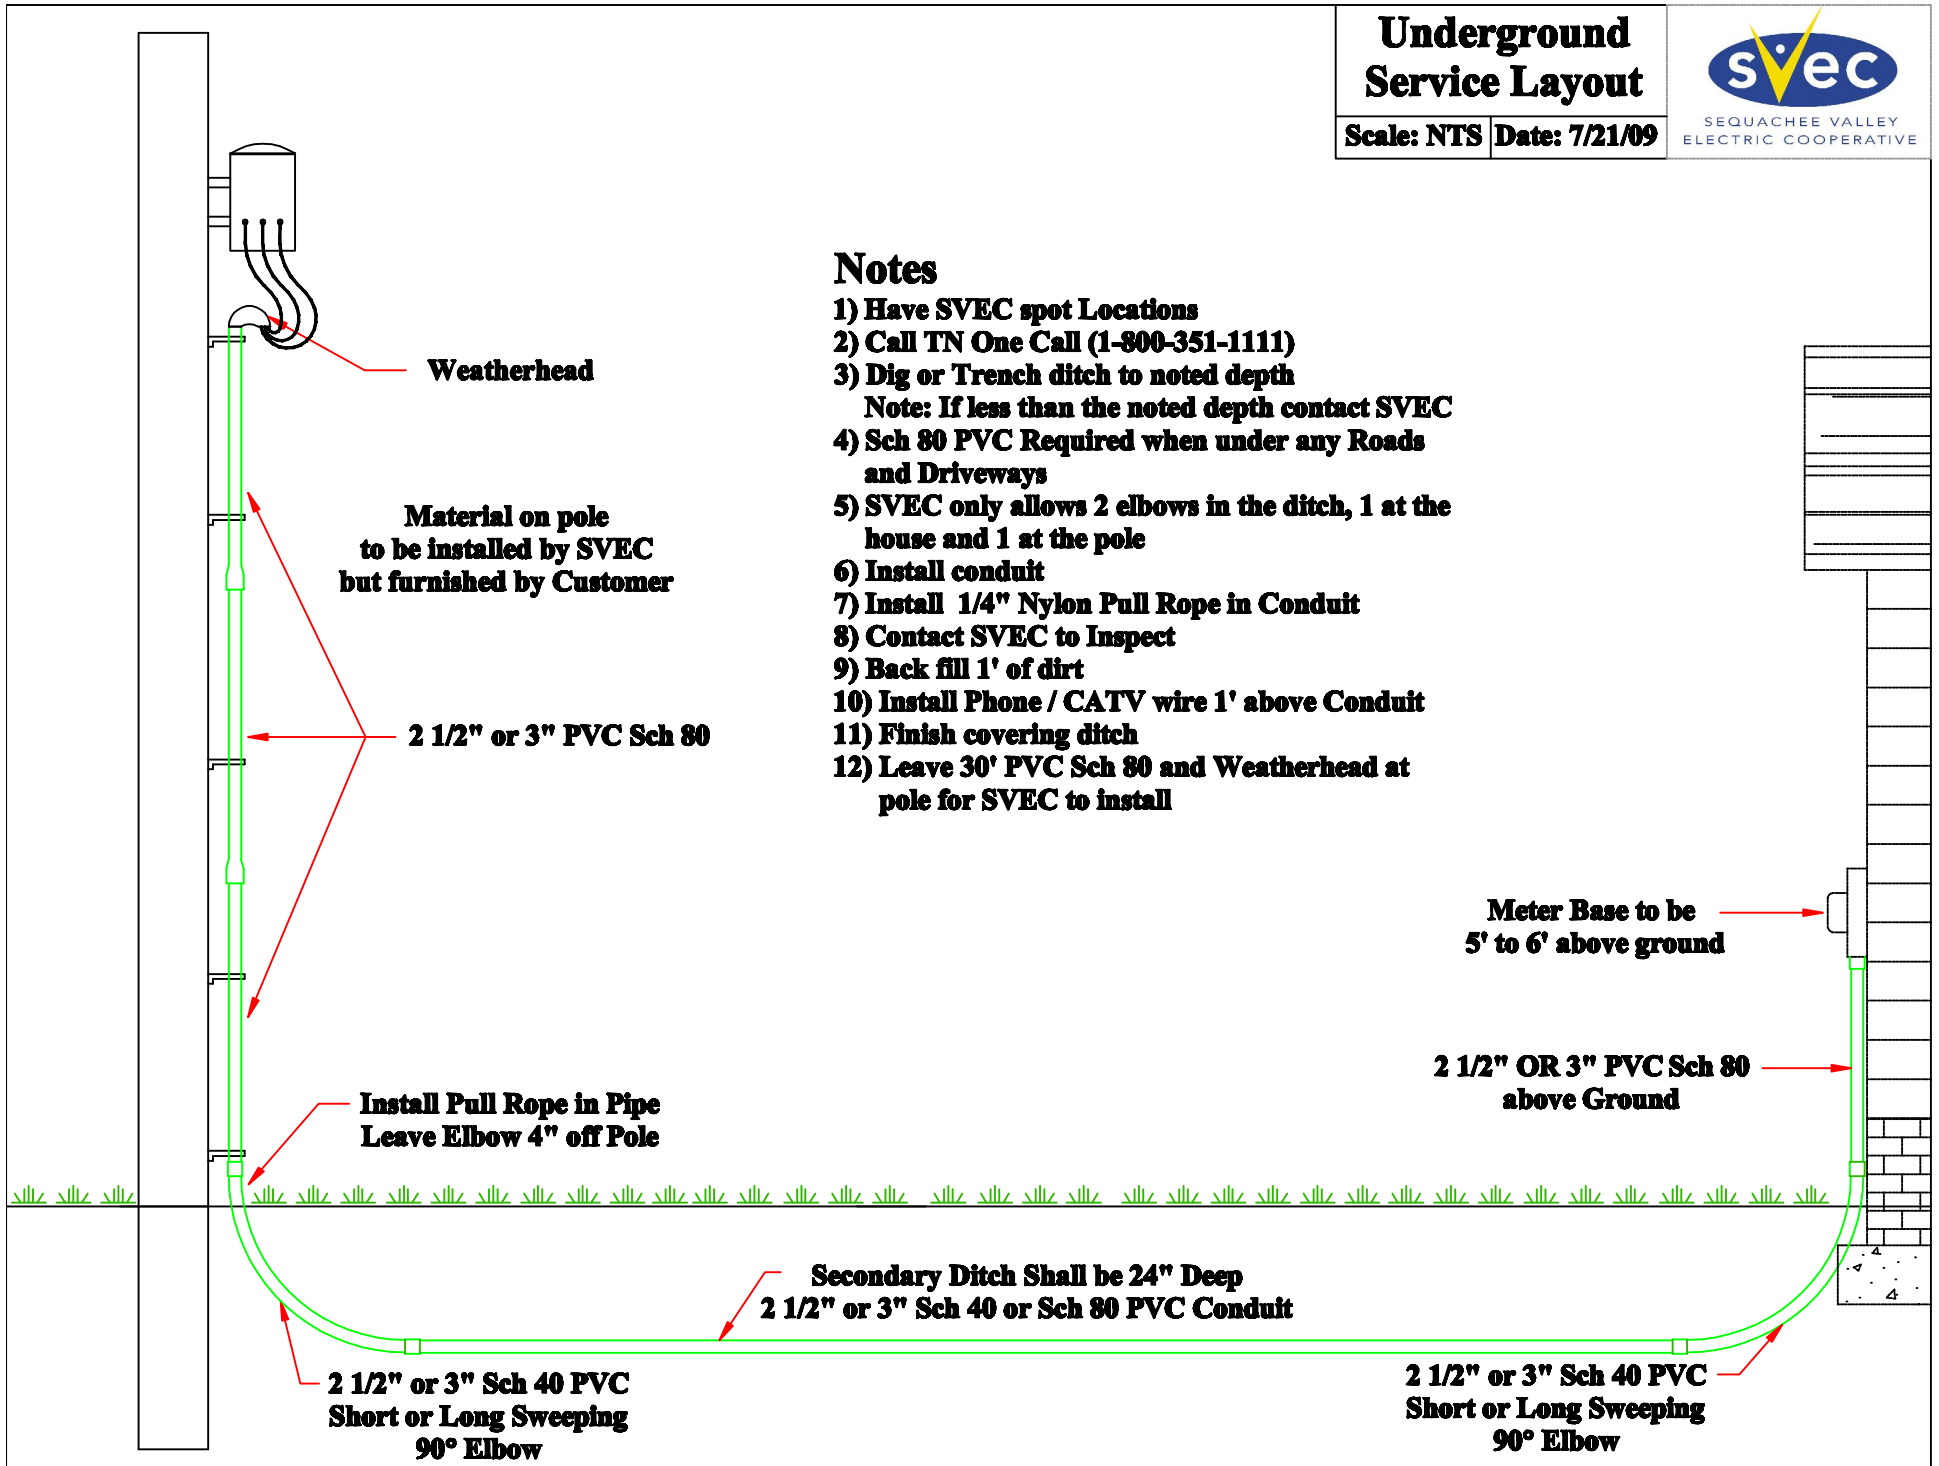 Underground
Service Layout
Scale: NTS
Date: 7/21/09
svec
SEQUACHEE VALLEY
ELECTRIC COOPERATIVE
Notes
1) Have SVEC spot Locations
2) Call TN One Call (1-800-351-1111)
3) Dig or Trench ditch to noted depth
Note: If less than the noted depth contact SVEC
4) Sch 80 PVC Required when under any Roads
and Driveways
5) SVEC only allows 2 elbows in the ditch, 1 at the
house and 1 at the pole
6) Install conduit
7) Install 1/4" Nylon Pull Rope in Conduit
8) Contact SVEC to Inspect
9) Back fill 1' of dirt
10) Install Phone / CATV wire 1' above Conduit
11) Finish covering ditch
12) Leave 30' PVC Sch 80 and Weatherhead at
pole for SVEC to install
Weatherhead
Material on pole
to be installed by SVEC
but furnished by Customer
2 1/2" or 3" PVC Sch 80
Install Pull Rope in Pipe
Leave Elbow 4" off Pole
Meter Base to be
5' to 6' above ground
2 1/2" OR 3" PVC Sch 80
above Ground
Secondary Ditch Shall be 24" Deep
2 1/2" or 3" Sch 40 or Sch 80 PVC Conduit
2 1/2" or 3" Sch 40 PVC
Short or Long Sweeping
90° Elbow
2 1/2" or 3" Sch 40 PVC
Short or Long Sweeping
90° Elbow